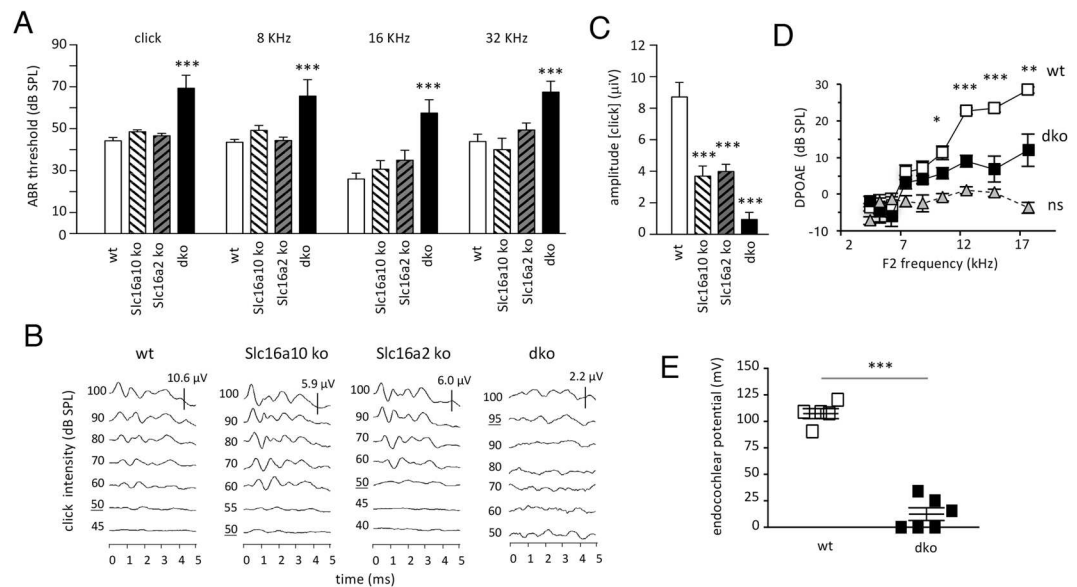 A
click 8 KHz 16 KHz 32 KHz
ABR threshold (dB SPL)
90
70
50
30
10
0
*** *** *** ***
wt Slc16a10 ko Slc16a2 ko dko wt Slc16a10 ko Slc16a2 ko dko wt Slc16a10 ko Slc16a2 ko dko wt Slc16a10 ko Slc16a2 ko dko
C
amplitude [click] (µiV)
12
10
8
6
4
2
0
*** *** ***
wt Slc16a10 ko Slc16a2 ko dko
D
DPOAE (dB SPL)
30
20
10
0
-10
* *** *** **
wt
dko
ns
2 7 12 17
F2 frequency (kHz)
B
click intensity (dB SPL)
wt
10.6 µV
100
90
80
70
60
50
45
0 1 2 3 4 5
Slc16a10 ko
5.9 µV
100
90
80
70
60
55
50
0 1 2 3 4 5
Slc16a2 ko
6.0 µV
100
90
80
70
60
50
45
40
0 1 2 3 4 5
dko
2.2 µV
100
95
90
80
70
60
50
0 1 2 3 4 5
time (ms)
E
endocochlear potential (mV)
150
125
100
75
50
25
0
***
wt dko